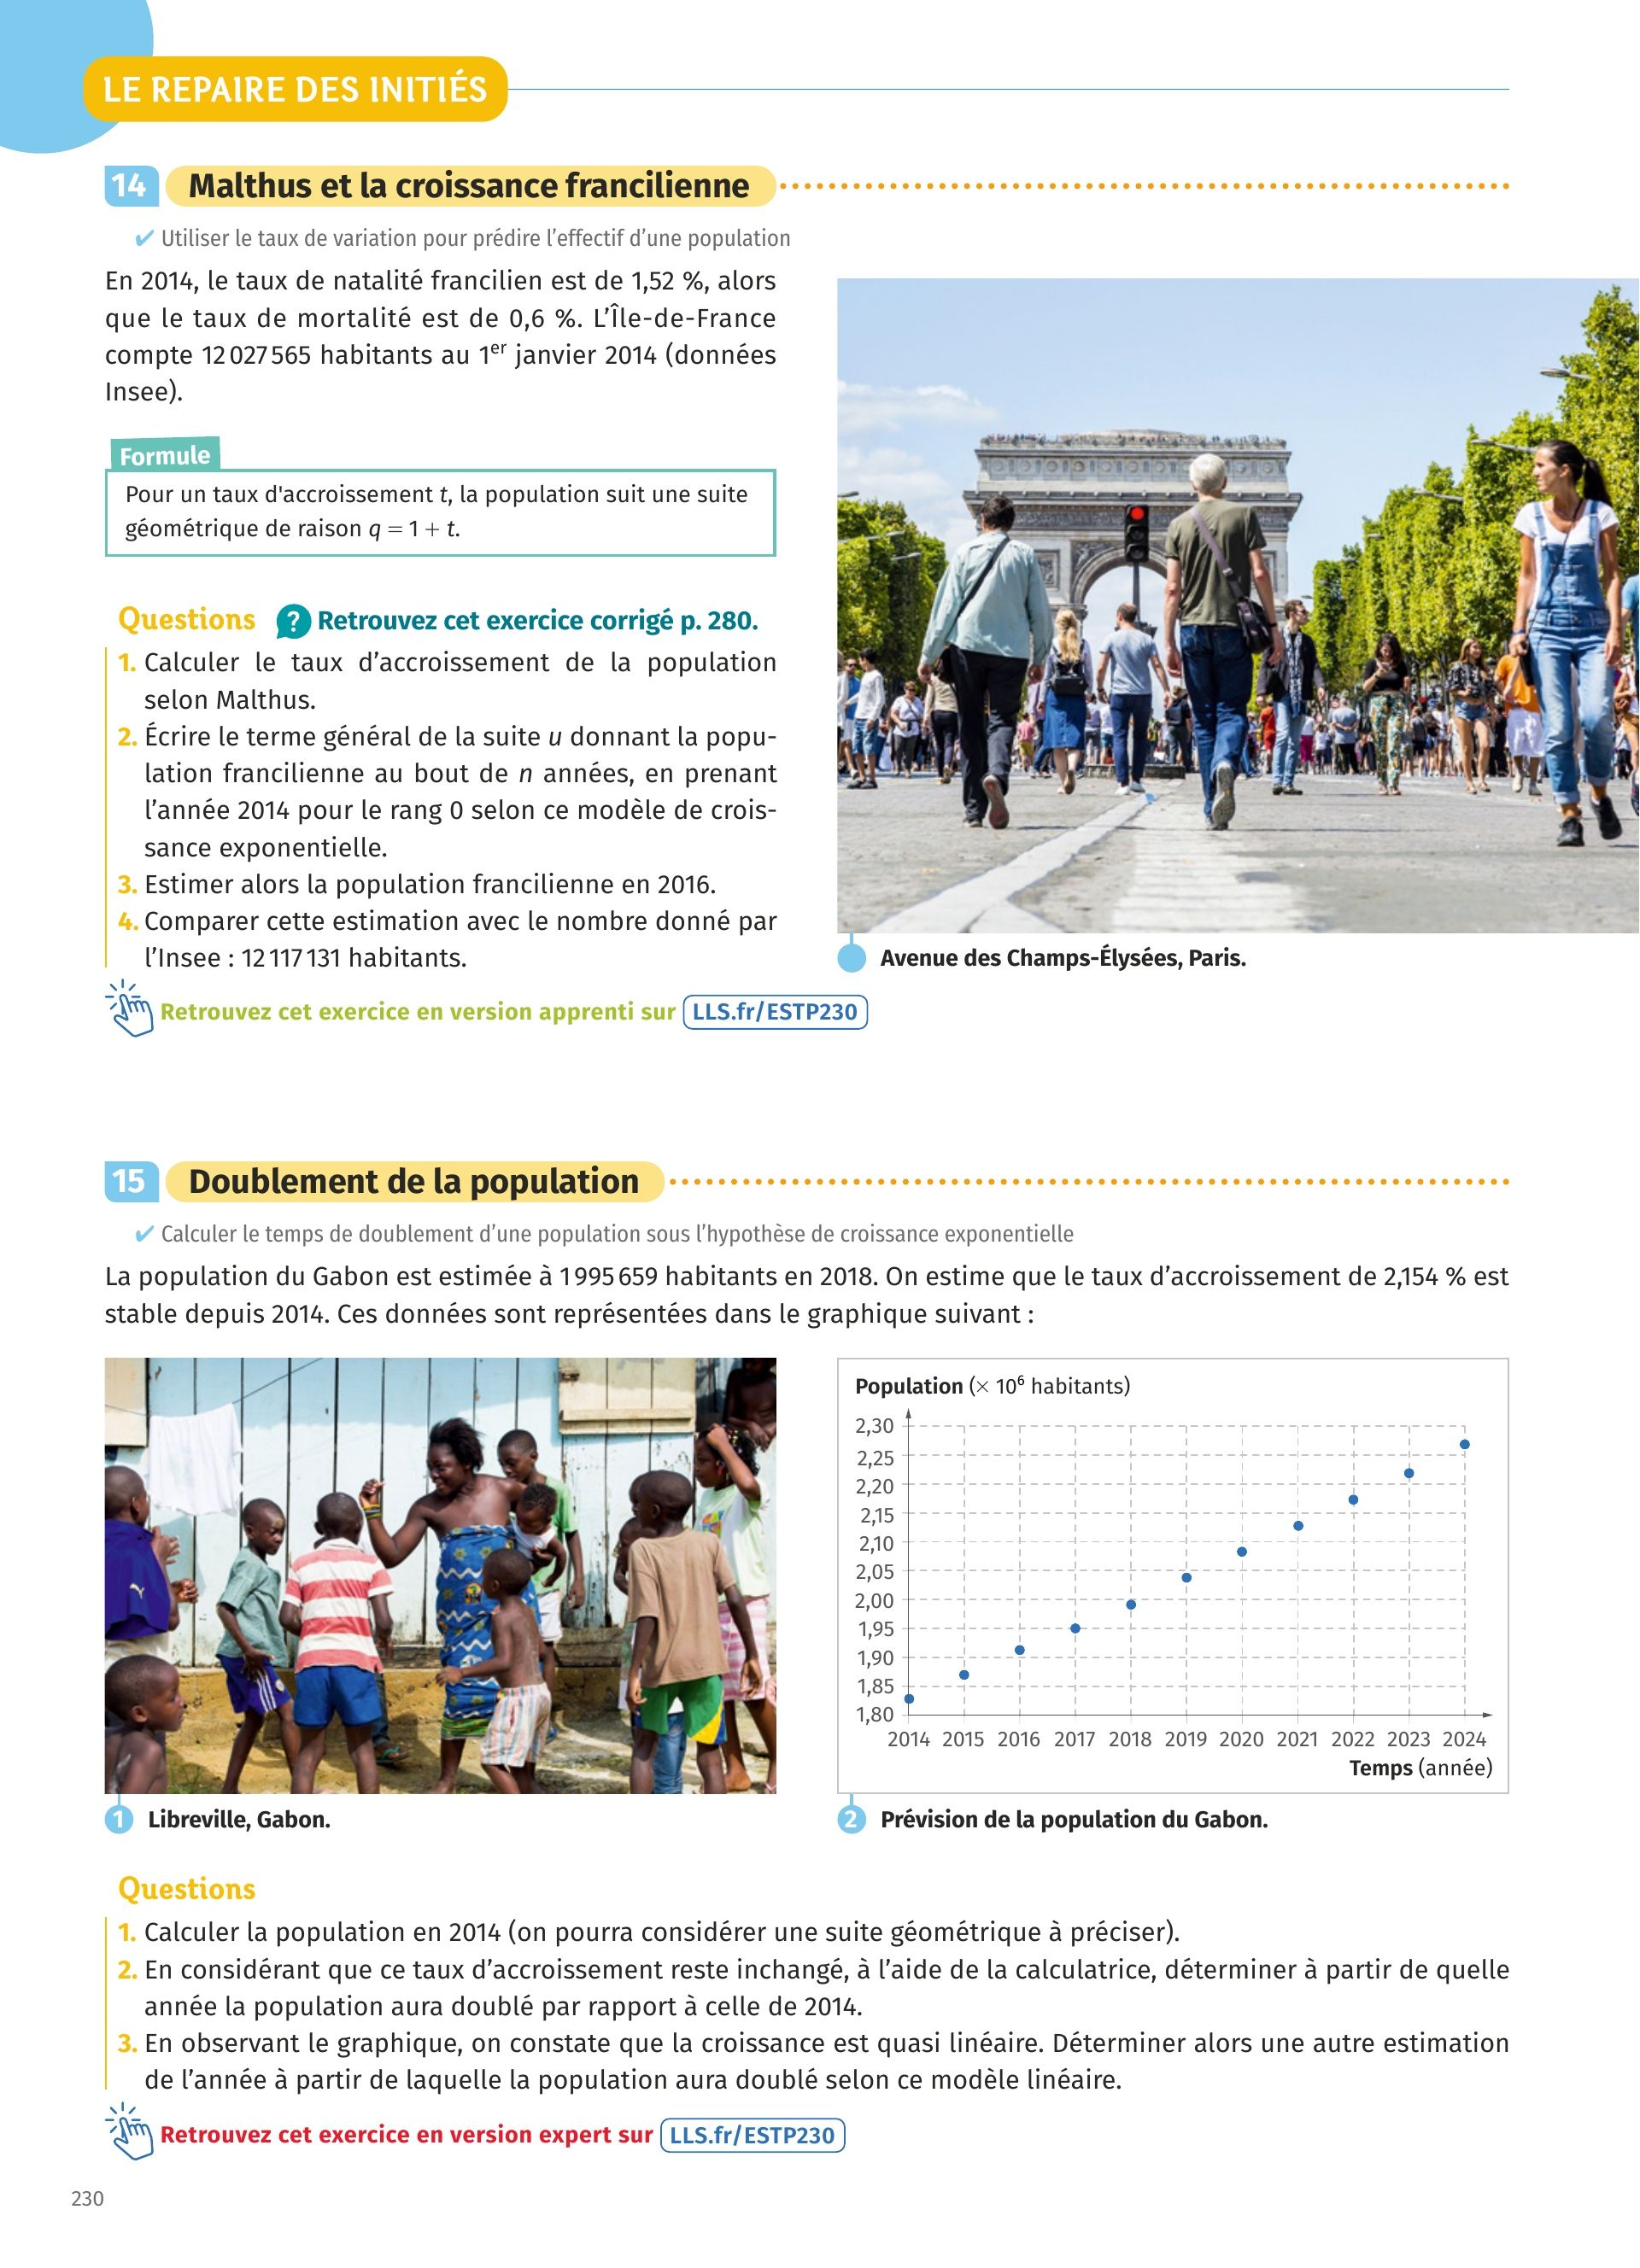 LE REPAIRE DES INITIÉS
14 Malthus et la croissance francilienne
✔ Utiliser le taux de variation pour prédire l’effectif d’une population
En 2014, le taux de natalité francilien est de 1,52 %, alors
que le taux de mortalité est de 0,6 %. L’Île-de-France
compte 12 027 565 habitants au 1er janvier 2014 (données
Insee).
Formule
Pour un taux d'accroissement t, la population suit une suite
géométrique de raison q = 1 + t.
Questions ? Retrouvez cet exercice corrigé p. 280.
1. Calculer le taux d’accroissement de la population
selon Malthus.
2. Écrire le terme général de la suite u donnant la popu-
lation francilienne au bout de n années, en prenant
l’année 2014 pour le rang 0 selon ce modèle de crois-
sance exponentielle.
3. Estimer alors la population francilienne en 2016.
4. Comparer cette estimation avec le nombre donné par
l’Insee : 12 117 131 habitants.
Avenue des Champs-Élysées, Paris.
Retrouvez cet exercice en version apprenti sur LLS.fr/ESTP230
15 Doublement de la population
✔ Calculer le temps de doublement d’une population sous l’hypothèse de croissance exponentielle
La population du Gabon est estimée à 1 995 659 habitants en 2018. On estime que le taux d’accroissement de 2,154 % est
stable depuis 2014. Ces données sont représentées dans le graphique suivant :
Population (× 10⁶ habitants)
2,30
2,25
2,20
2,15
2,10
2,05
2,00
1,95
1,90
1,85
1,80
2014 2015 2016 2017 2018 2019 2020 2021 2022 2023 2024
Temps (année)
1 Libreville, Gabon.
2 Prévision de la population du Gabon.
Questions
1. Calculer la population en 2014 (on pourra considérer une suite géométrique à préciser).
2. En considérant que ce taux d’accroissement reste inchangé, à l’aide de la calculatrice, déterminer à partir de quelle
année la population aura doublé par rapport à celle de 2014.
3. En observant le graphique, on constate que la croissance est quasi linéaire. Déterminer alors une autre estimation
de l’année à partir de laquelle la population aura doublé selon ce modèle linéaire.
Retrouvez cet exercice en version expert sur LLS.fr/ESTP230
230